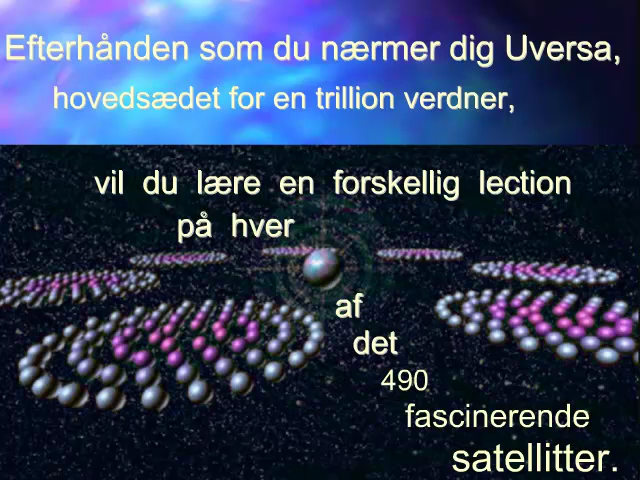 Efterhånden som du nærmer dig Uversa,
hovedsædet for en trillion verdner,
vil du lære en forskellig lection
på hver
af
det
490
fascinerende
satellitter.